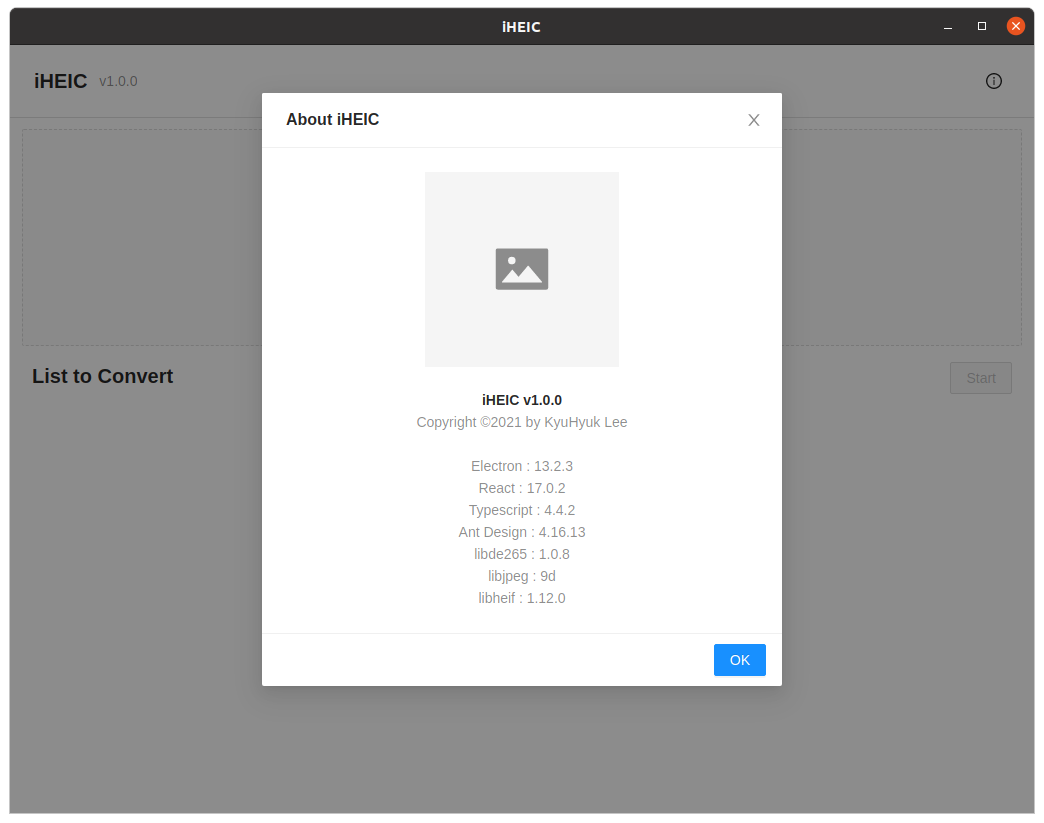 iHEIC
iHEIC v1.0.0
About iHEIC
List to Convert
Start
iHEIC v1.0.0
Copyright ©2021 by KyuHyuk Lee
Electron : 13.2.3
React : 17.0.2
Typescript : 4.4.2
Ant Design : 4.16.13
libde265 : 1.0.8
libjpeg : 9d
libheif : 1.12.0
OK